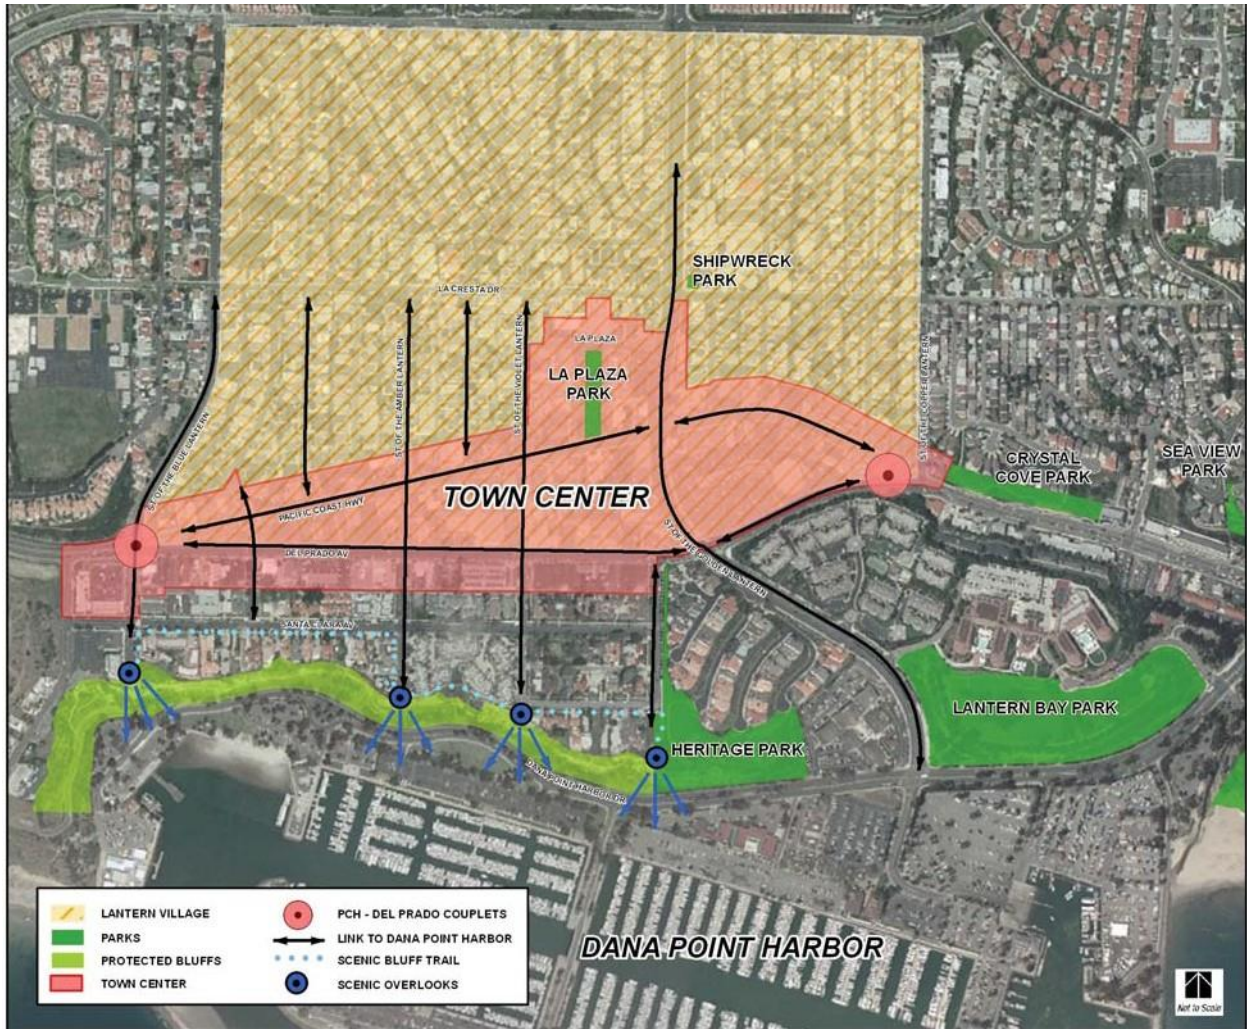 SHIPWRECK
PARK
LA CRESTA DR
LA PLAZA
LA PLAZA
PARK
ST OF THE BLUE LANTERN
ST OF THE AMBER LANTERN
ST OF THE VIOLET LANTERN
ST OF THE COPPER LANTERN
CRYSTAL
COVE PARK
SEA VIEW
PARK
TOWN CENTER
PACIFIC COAST HWY
DEL PRADO AV
ST OF THE GOLDEN LANTERN
SANTA CLARA AV
LANTERN BAY PARK
HERITAGE PARK
DANA POINT HARBOR DR
DANA POINT HARBOR
LANTERN VILLAGE
PARKS
PROTECTED BLUFFS
TOWN CENTER
PCH - DEL PRADO COUPLETS
LINK TO DANA POINT HARBOR
SCENIC BLUFF TRAIL
SCENIC OVERLOOKS
Not to Scale